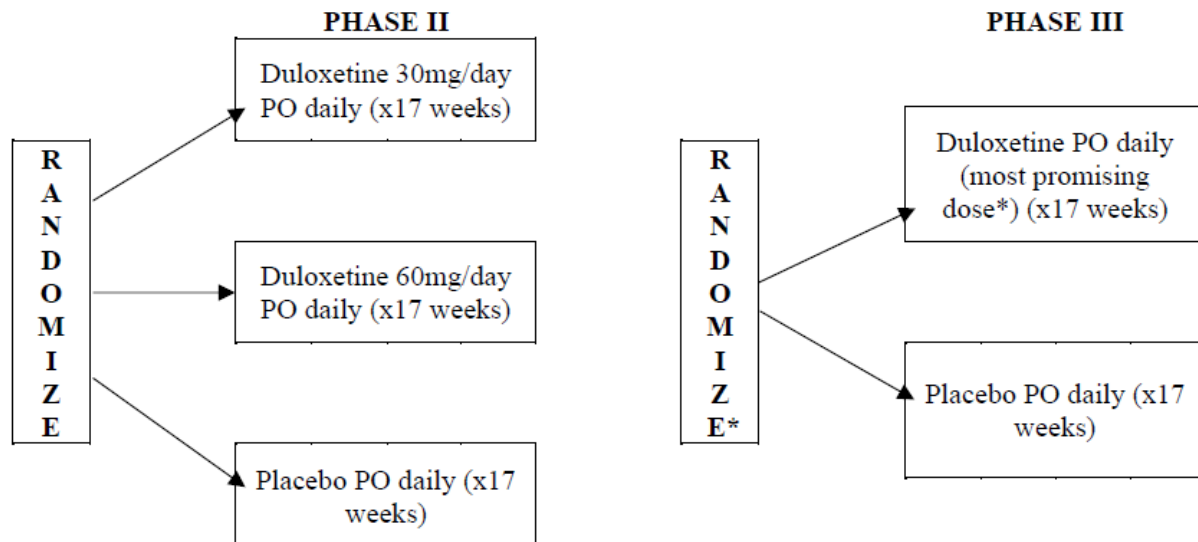 PHASE II
Duloxetine 30mg/day
PO daily (x17 weeks)
R
A
N
D
O
M
I
Z
E
Duloxetine 60mg/day
PO daily (x17 weeks)
Placebo PO daily (x17
weeks)
PHASE III
R
A
N
D
O
M
I
Z
E*
Duloxetine PO daily
(most promising
dose*) (x17 weeks)
Placebo PO daily (x17
weeks)